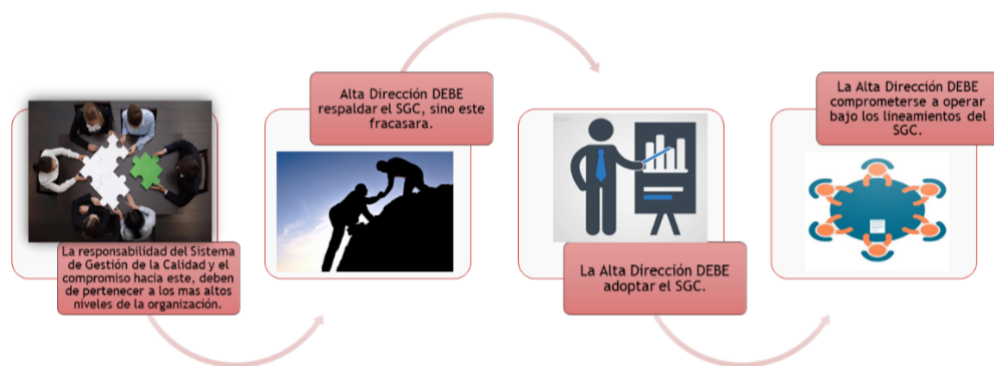 La responsabilidad del Sistema
de Gestión de la Calidad y el
compromiso hacia este, deben
de pertenecer a los mas altos
niveles de la organización.
Alta Dirección DEBE
respaldar el SGC, sino este
fracasara.
La Alta Dirección DEBE
adoptar el SGC.
La Alta Dirección DEBE
comprometerse a operar
bajo los lineamientos del
SGC.